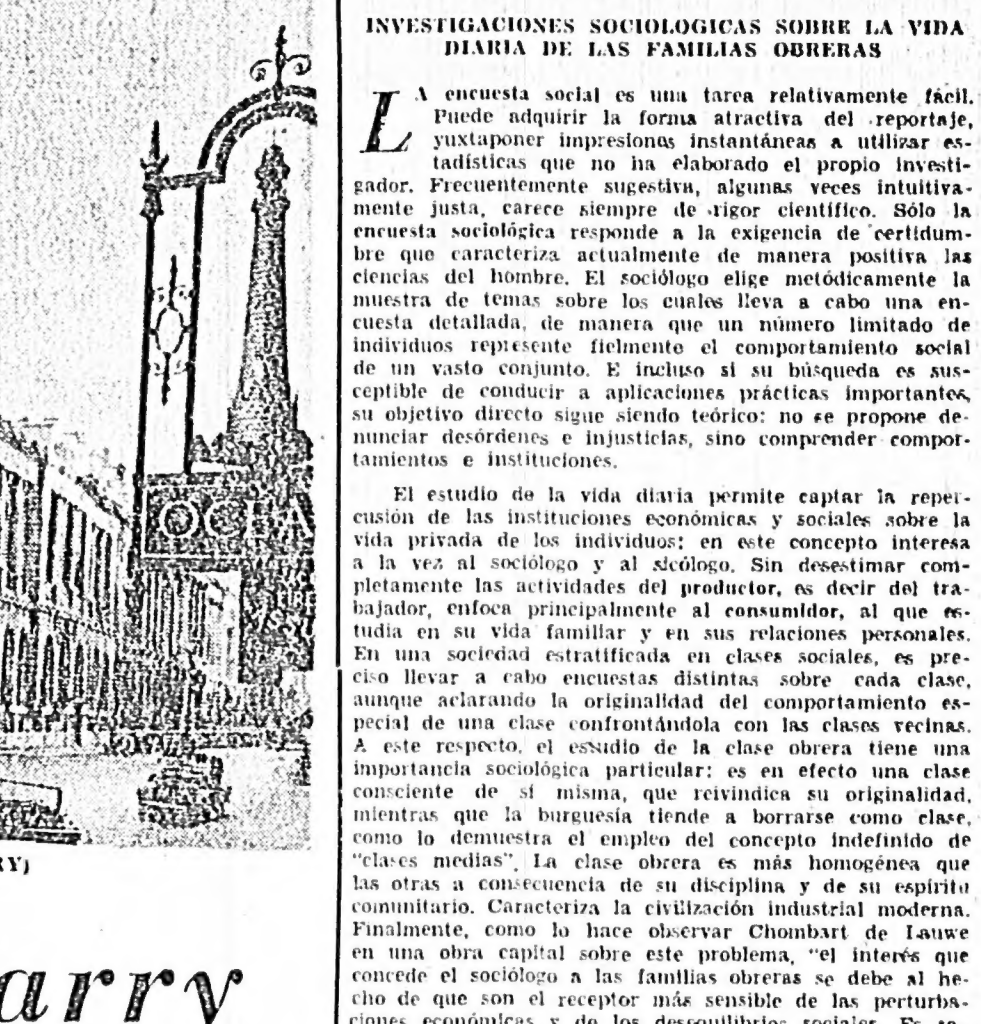 INVESTIGACIONES SOCIOLOGICAS SOBRE LA VIDA
DIARIA DE LAS FAMILIAS OBRERAS
LA encuesta social es una tarea relativamente fácil.
Puede adquirir la forma atractiva del reportaje,
yuxtaponer impresiones instantáneas a utilizar es-
tadísticas que no ha elaborado el propio investi-
gador. Frecuentemente sugestiva, algunas veces intuitiva-
mente justa, carece siempre de rigor científico. Sólo la
encuesta sociológica responde a la exigencia de certidum-
bre que caracteriza actualmente de manera positiva las
ciencias del hombre. El sociólogo elige metódicamente la
muestra de temas sobre los cuales lleva a cabo una en-
cuesta detallada, de manera que un número limitado de
individuos represente fielmente el comportamiento social
de un vasto conjunto. E incluso si su búsqueda es sus-
ceptible de conducir a aplicaciones prácticas importantes,
su objetivo directo sigue siendo teórico: no se propone de-
nunciar desórdenes e injusticias, sino comprender compor-
tamientos e instituciones.
El estudio de la vida diaria permite captar la reper-
cusión de las instituciones económicas y sociales sobre la
vida privada de los individuos; en este concepto interesa
a la vez al sociólogo y al sicólogo. Sin desestimar com-
pletamente las actividades del productor, es decir del tra-
bajador, enfoca principalmente al consumidor, al que es-
tudia en su vida familiar y en sus relaciones personales.
En una sociedad estratificada en clases sociales, es pre-
ciso llevar a cabo encuestas distintas sobre cada clase,
aunque aclarando la originalidad del comportamiento es-
pecial de una clase confrontándola con las clases vecinas.
A este respecto, el estudio de la clase obrera tiene una
importancia sociológica particular: es en efecto una clase
consciente de sí misma, que reivindica su originalidad,
mientras que la burguesía tiende a borrarse como clase,
como lo demuestra el empleo del concepto indefinido de
"clases medias". La clase obrera es más homogénea que
las otras a consecuencia de su disciplina y de su espíritu
comunitario. Caracteriza la civilización industrial moderna.
Finalmente, como lo hace observar Chombart de Lauwe
en una obra capital sobre este problema, "el interés que
concede el sociólogo a las familias obreras se debe al he-
cho de que son el receptor más sensible de las perturba-
ciones económicas y de los desequilibrios sociales. Es
OCITA
RY)
arry